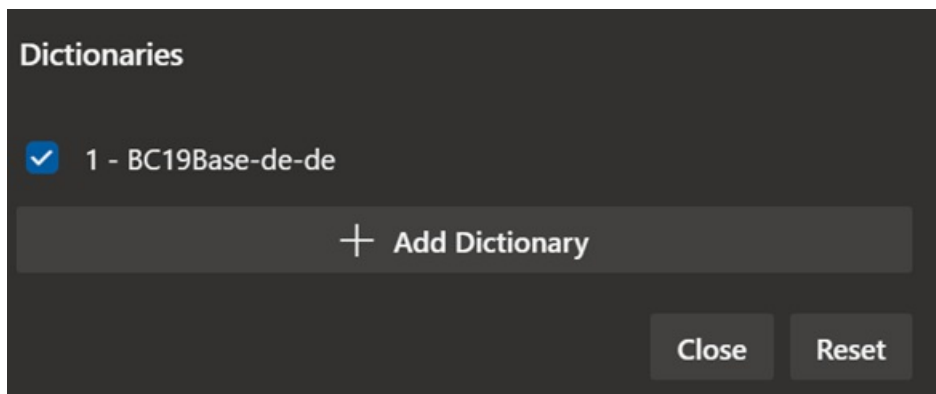 Dictionaries
1 - BC19Base-de-de
Add Dictionary
Close Reset